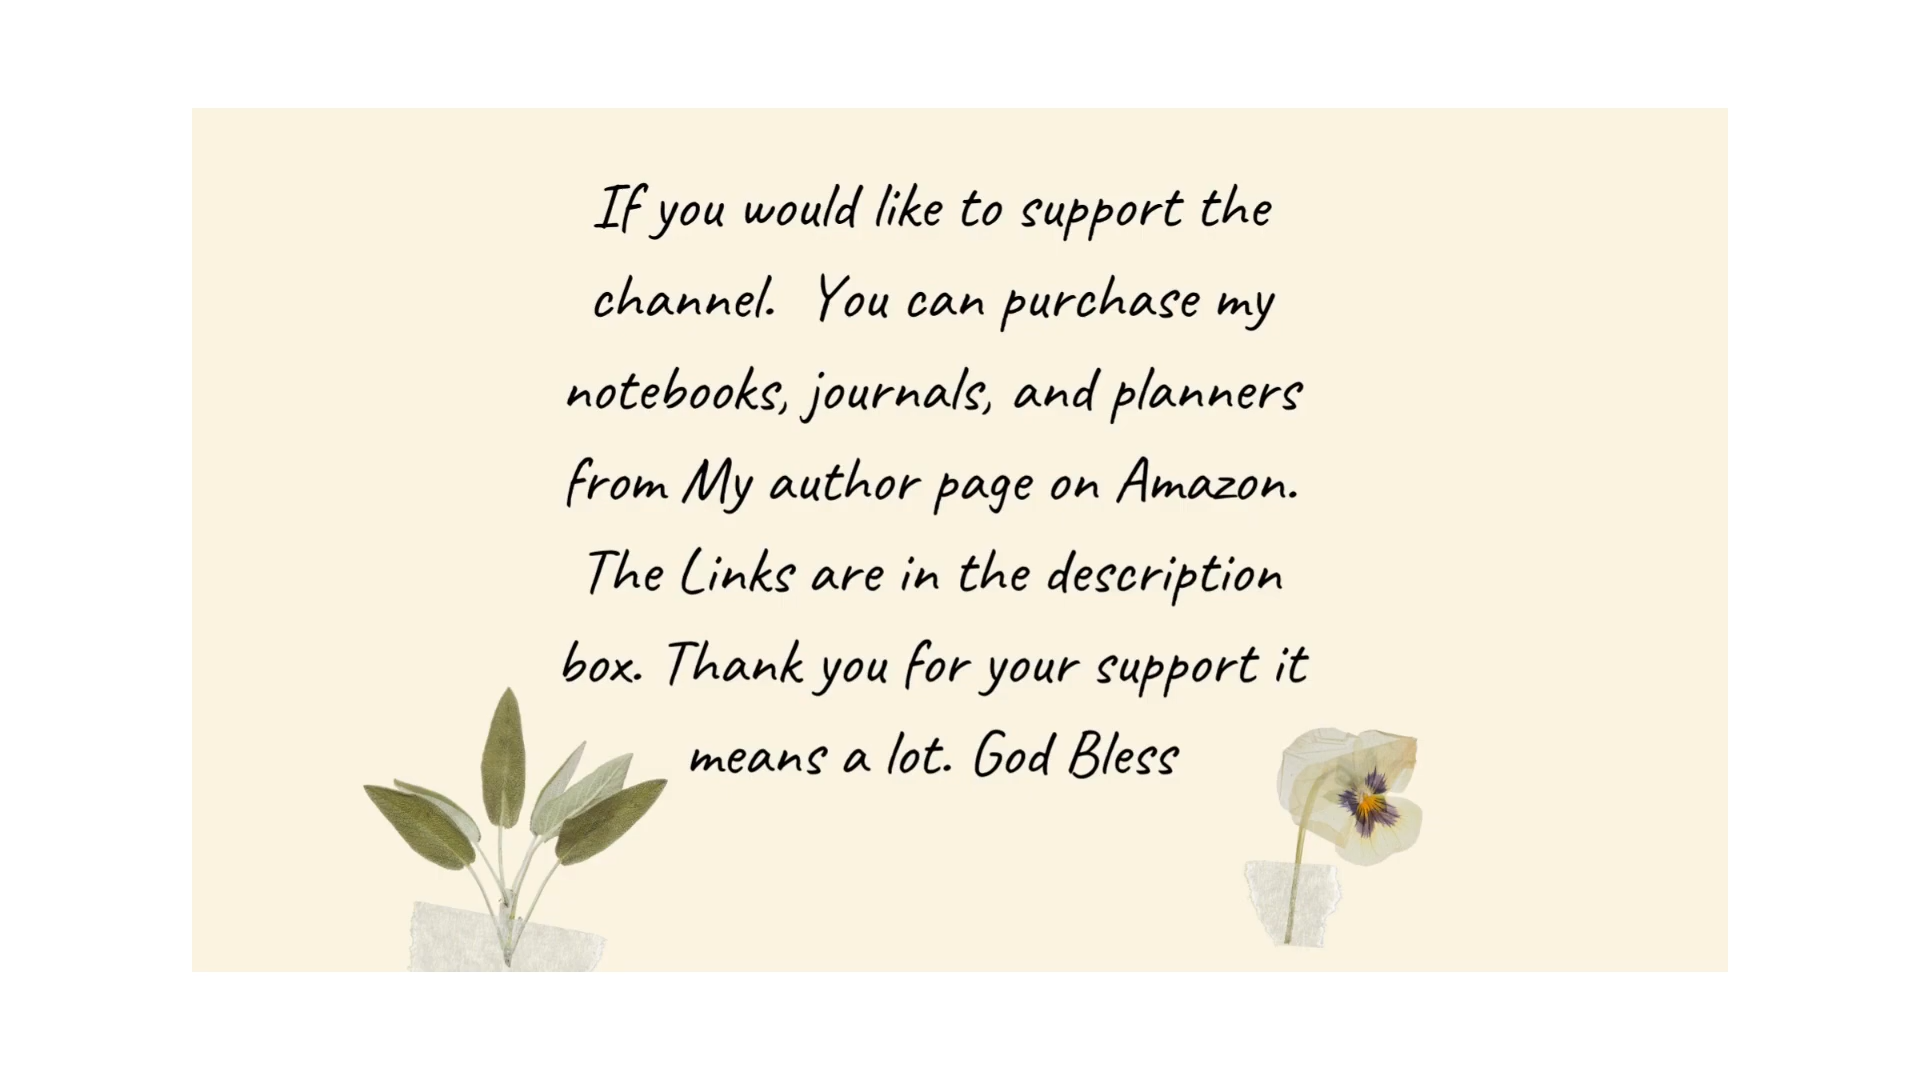 If you would like to support the
channel.  You can purchase my
notebooks, journals, and planners
from My author page on Amazon.
The Links are in the description
box. Thank you for your support it
means a lot. God Bless